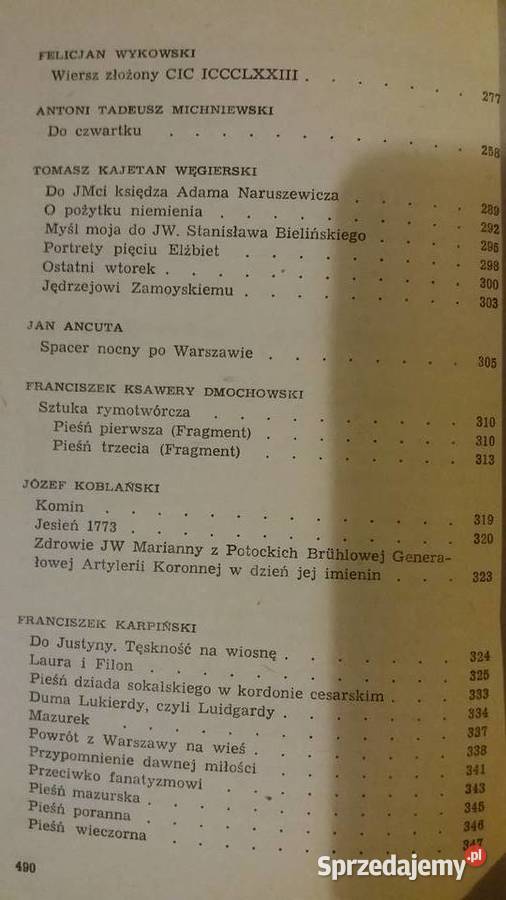 FELICJAN WYKOWSKI
Wiersz złożony CIC ICCCLXXIII . . . . . . 277
ANTONI TADEUSZ MICHNIEWSKI
Do czwartku . . . . . . . . . . . 258
TOMASZ KAJETAN WĘGIERSKI
Do JMci księdza Adama Naruszewicza . . . . . 289
O pożytku niemienia . . . . . . . . . 292
Myśl moja do JW. Stanisława Bielińskiego . . . 295
Portrety pięciu Elżbiet . . . . . . . . 298
Ostatni wtorek . . . . . . . . . . 300
Jędrzejowi Zamoyskiemu . . . . . . . . 303
JAN ANCUTA
Spacer nocny po Warszawie . . . . . . . 305
FRANCISZEK KSAWERY DMOCHOWSKI
Sztuka rymotwórcza . . . . . . . . . 310
Pieśń pierwsza (Fragment) . . . . . . . 310
Pieśń trzecia (Fragment) . . . . . . . 313
JÓZEF KOBLAŃSKI
Komin . . . . . . . . . . . . 319
Jesień 1773 . . . . . . . . . . . 320
Zdrowie JW Marianny z Potockich Brühlowej Genera-
łowej Artylerii Koronnej w dzień jej imienin . . . 323
FRANCISZEK KARPIŃSKI
Do Justyny. Tęskność na wiosnę . . . . . . 324
Laura i Filon . . . . . . . . . . 325
Pieśń dziada sokalskiego w kordonie cesarskim . . . 333
Duma Lukierdy, czyli Luidgardy . . . . . . 334
Mazurek . . . . . . . . . . . 337
Powrót z Warszawy na wieś . . . . . . . 338
Przypomnienie dawnej miłości . . . . . . . 341
Przeciwko fanatyzmowi . . . . . . . . 343
Pieśń mazurska . . . . . . . . . . 345
Pieśń poranna . . . . . . . . . . 346
Pieśń wieczorna . . . . . . . . . . 347
490
Sprzedajemy.pl